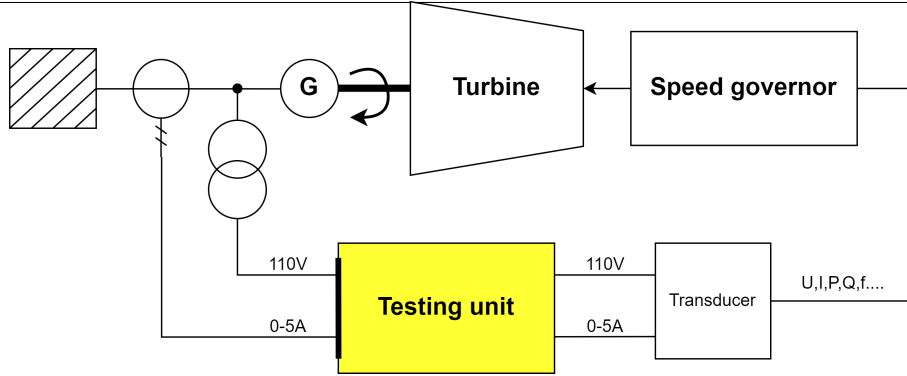 G
Turbine
Speed governor
110V
0-5A
Testing unit
110V
0-5A
Transducer
U,I,P,Q,f....